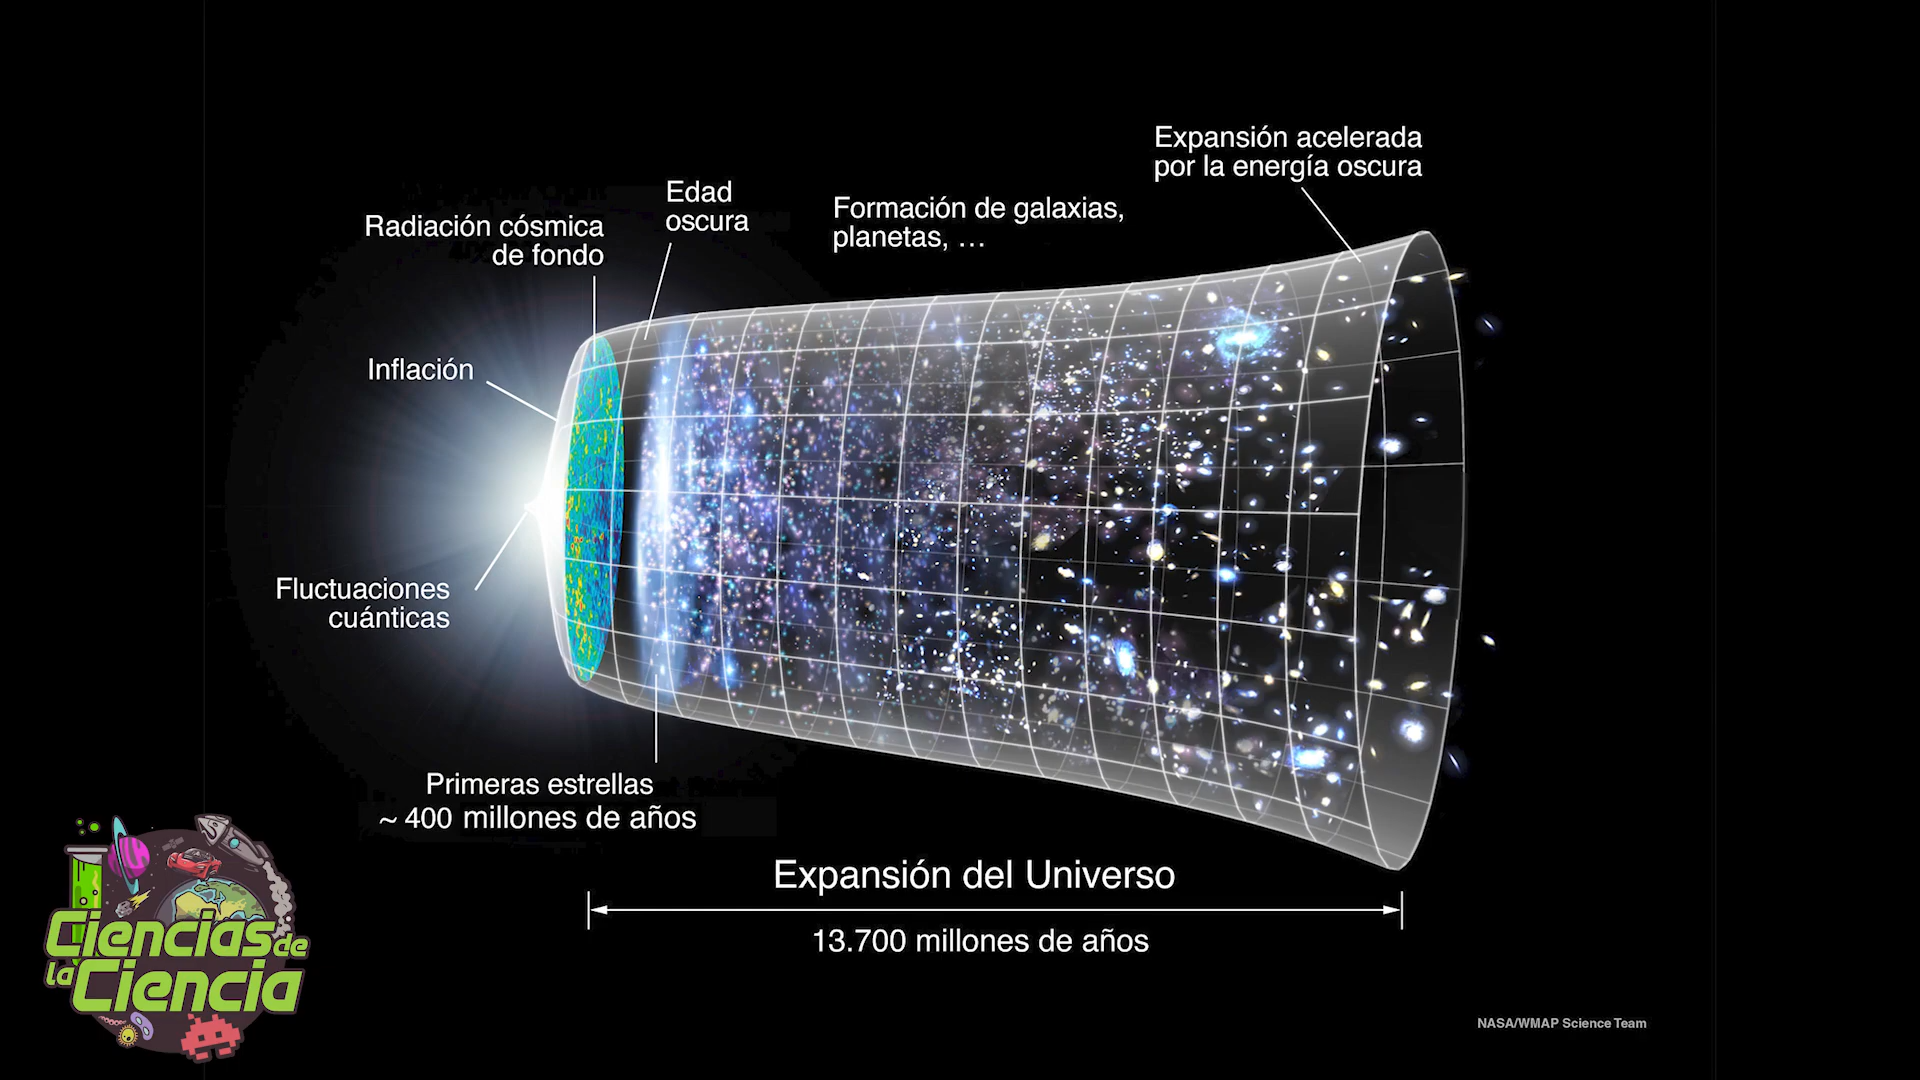 Expansión acelerada
por la energía oscura
Edad
oscura
Formación de galaxias,
planetas, …
Radiación cósmica
de fondo
Inflación
Fluctuaciones
cuánticas
Primeras estrellas
~ 400 millones de años
Expansión del Universo
13.700 millones de años
Ciencias de
la Ciencia
NASA/WMAP Science Team